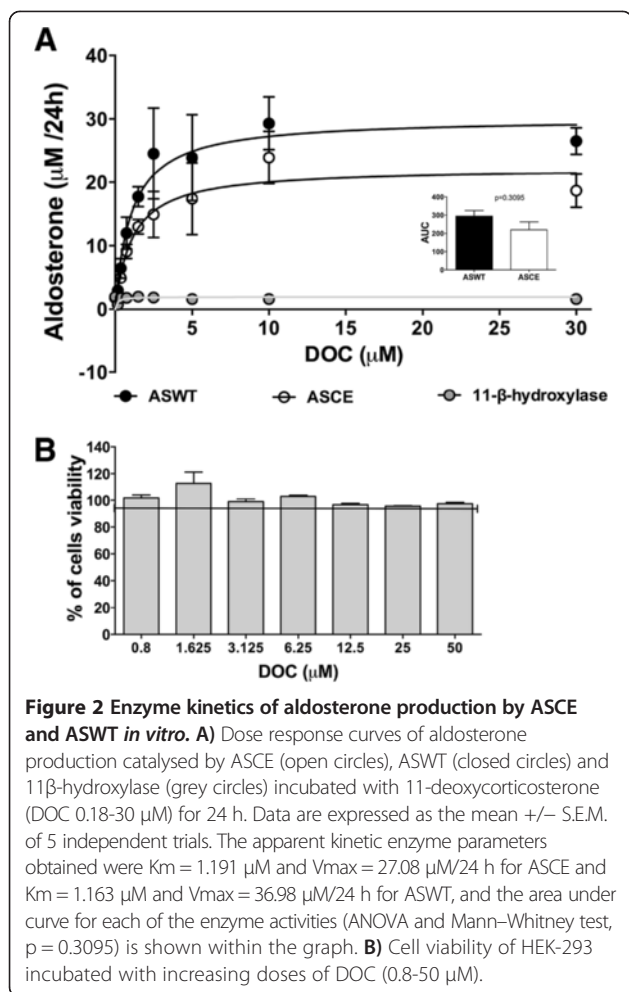 A
Aldosterone (µM /24h)
40
30
20
10
0
-10
5
10
15
20
25
30
DOC (µM)
400
300
200
100
0
AUC
p=0.3095
ASWT
ASCE
ASWT
ASCE
11-β-hydroxylase
B
% of cells viability
140
120
100
80
60
40
20
0
0.8
1.625
3.125
6.25
12.5
25
50
DOC (µM)
Figure 2 Enzyme kinetics of aldosterone production by ASCE
and ASWT in vitro. A) Dose response curves of aldosterone
production catalysed by ASCE (open circles), ASWT (closed circles) and
11β-hydroxylase (grey circles) incubated with 11-deoxycorticosterone
(DOC 0.18-30 µM) for 24 h. Data are expressed as the mean +/− S.E.M.
of 5 independent trials. The apparent kinetic enzyme parameters
obtained were Km = 1.191 µM and Vmax = 27.08 µM/24 h for ASCE and
Km = 1.163 µM and Vmax = 36.98 µM/24 h for ASWT, and the area under
curve for each of the enzyme activities (ANOVA and Mann–Whitney test,
p = 0.3095) is shown within the graph. B) Cell viability of HEK-293
incubated with increasing doses of DOC (0.8-50 µM).